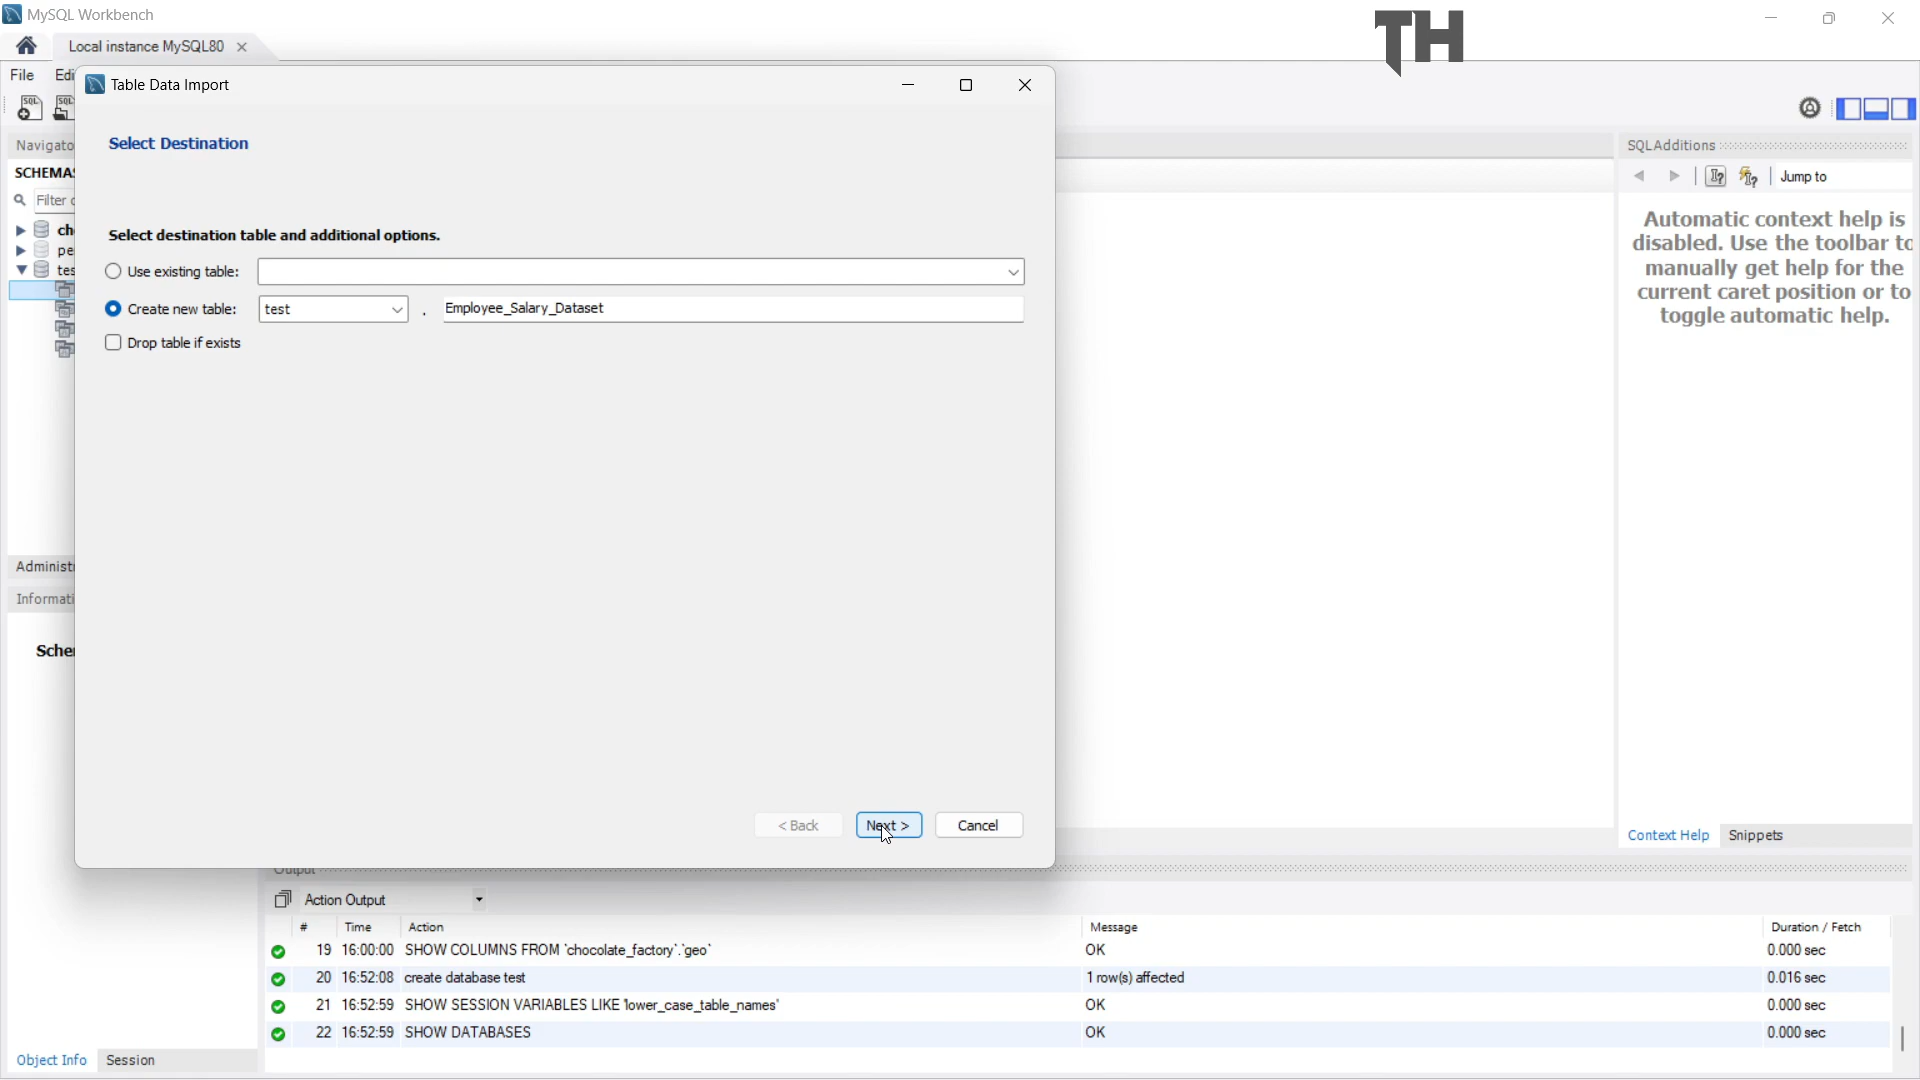 MySQL Workbench
TH
Local instance MySQL80
File
Table Data Import
SQL
Select Destination
SQLAdditions
Jump to
Select destination table and additional options.
Automatic context help is
disabled. Use the toolbar to
manually get help for the
current caret position or to
toggle automatic help.
Use existing table:
Create new table: test . Employee_Salary_Dataset
Drop table if exists
< Back Next > Cancel
Context Help Snippets
Output
Action Output
# Time Action Message Duration / Fetch
19 16:00:00 SHOW COLUMNS FROM `chocolate_factory`.`geo` OK 0.000 sec
20 16:52:08 create database test 1 row(s) affected 0.016 sec
21 16:52:59 SHOW SESSION VARIABLES LIKE 'lower_case_table_names' OK 0.000 sec
22 16:52:59 SHOW DATABASES OK 0.000 sec
Object Info Session